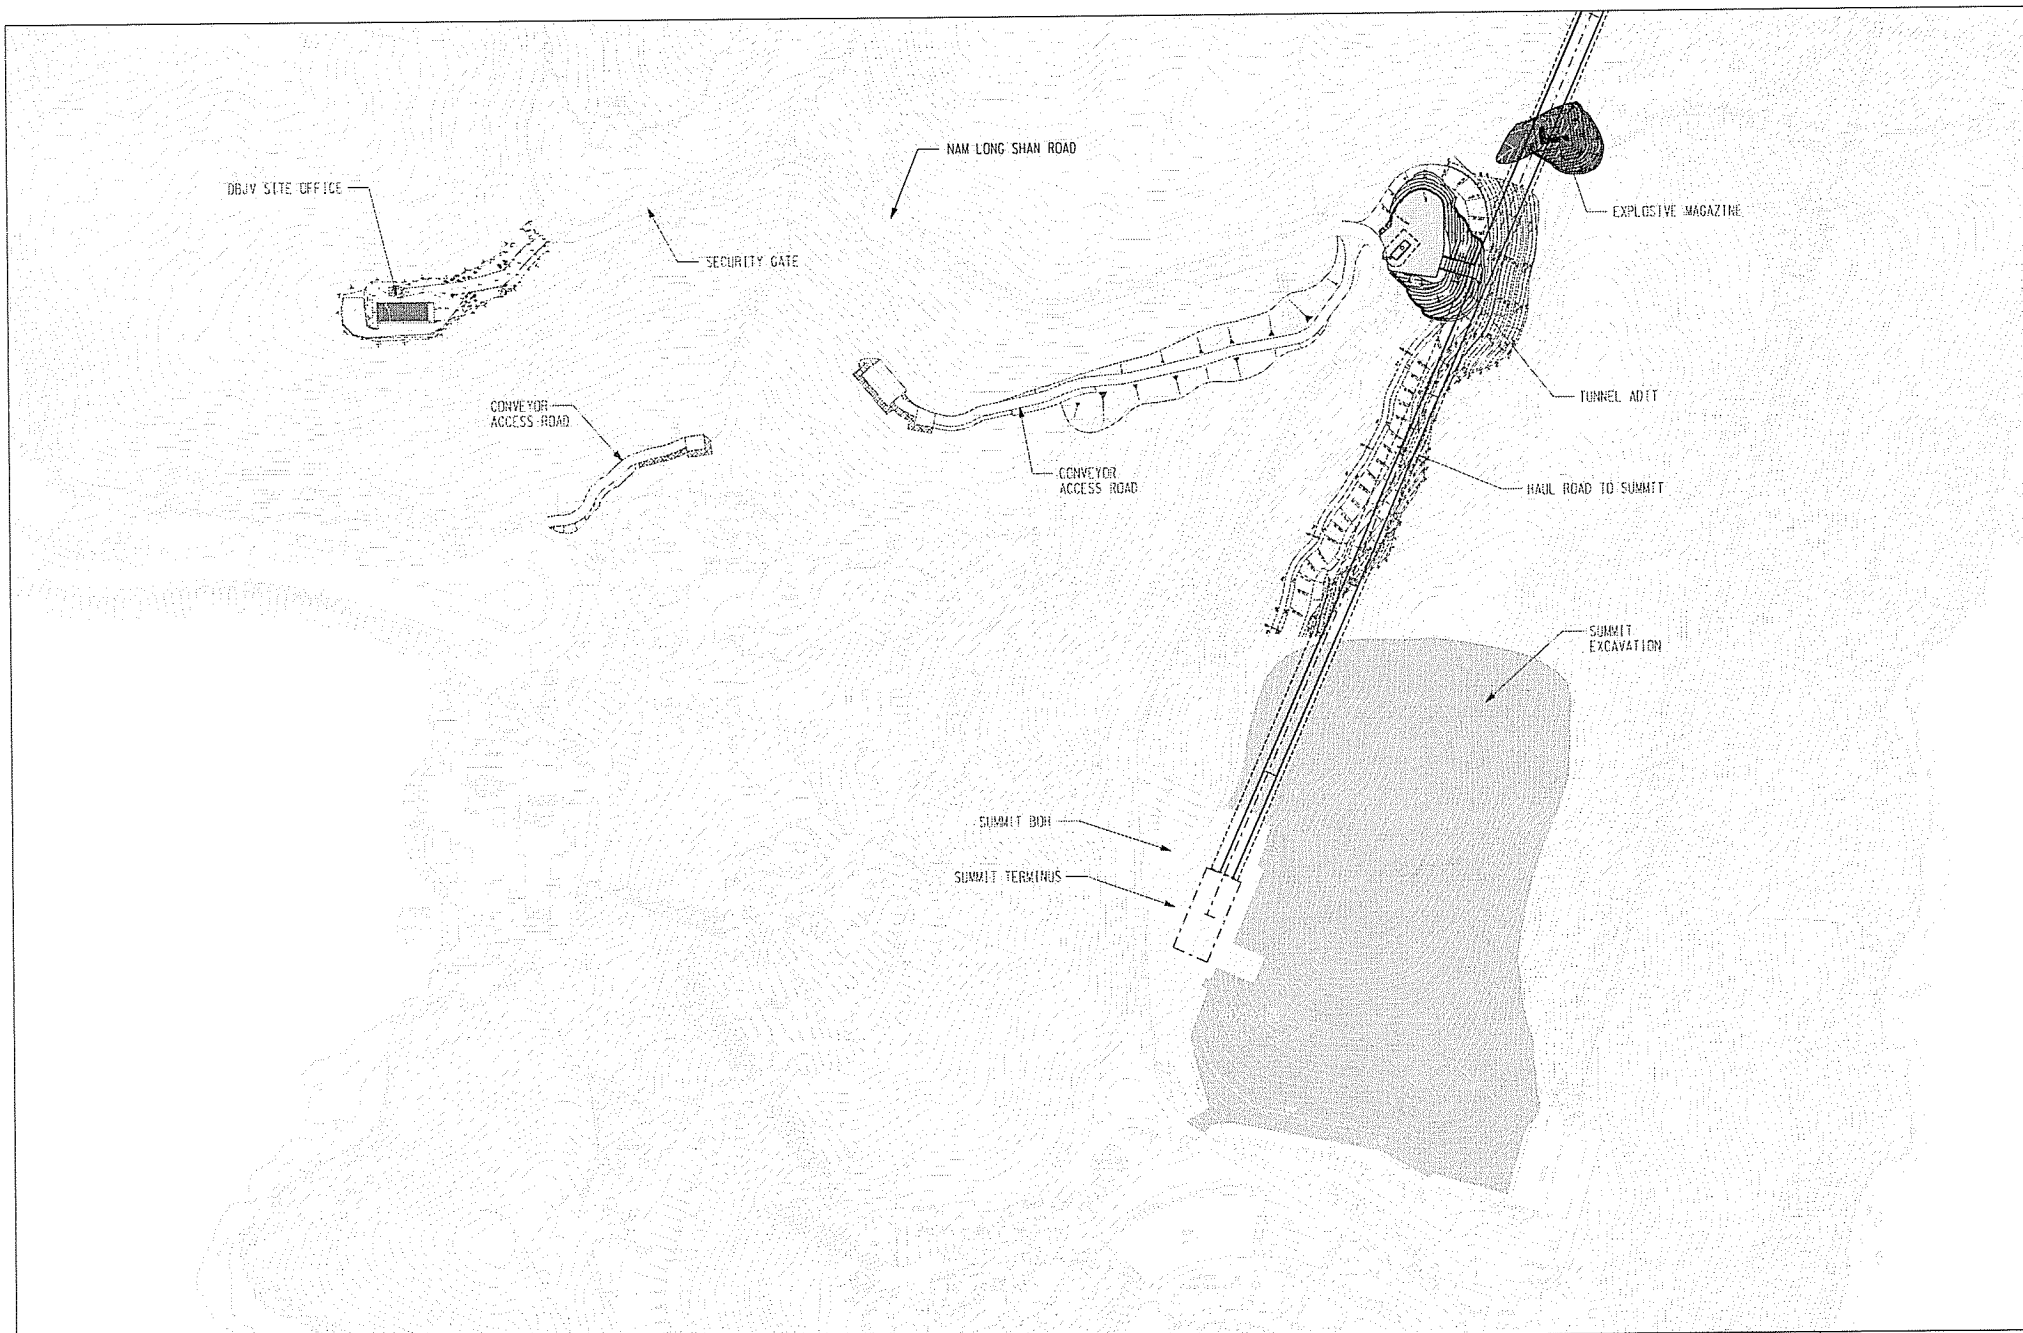 NAM LONG SHAN ROAD
DBJV SITE OFFICE
EXPLOSIVE MAGAZINE
SECURITY GATE
TUNNEL ADIT
CONVEYOR
ACCESS ROAD
CONVEYOR
ACCESS ROAD
HAUL ROAD TO SUMMIT
SUMMIT
EXCAVATION
SUMMIT BOH
SUMMIT TERMINUS